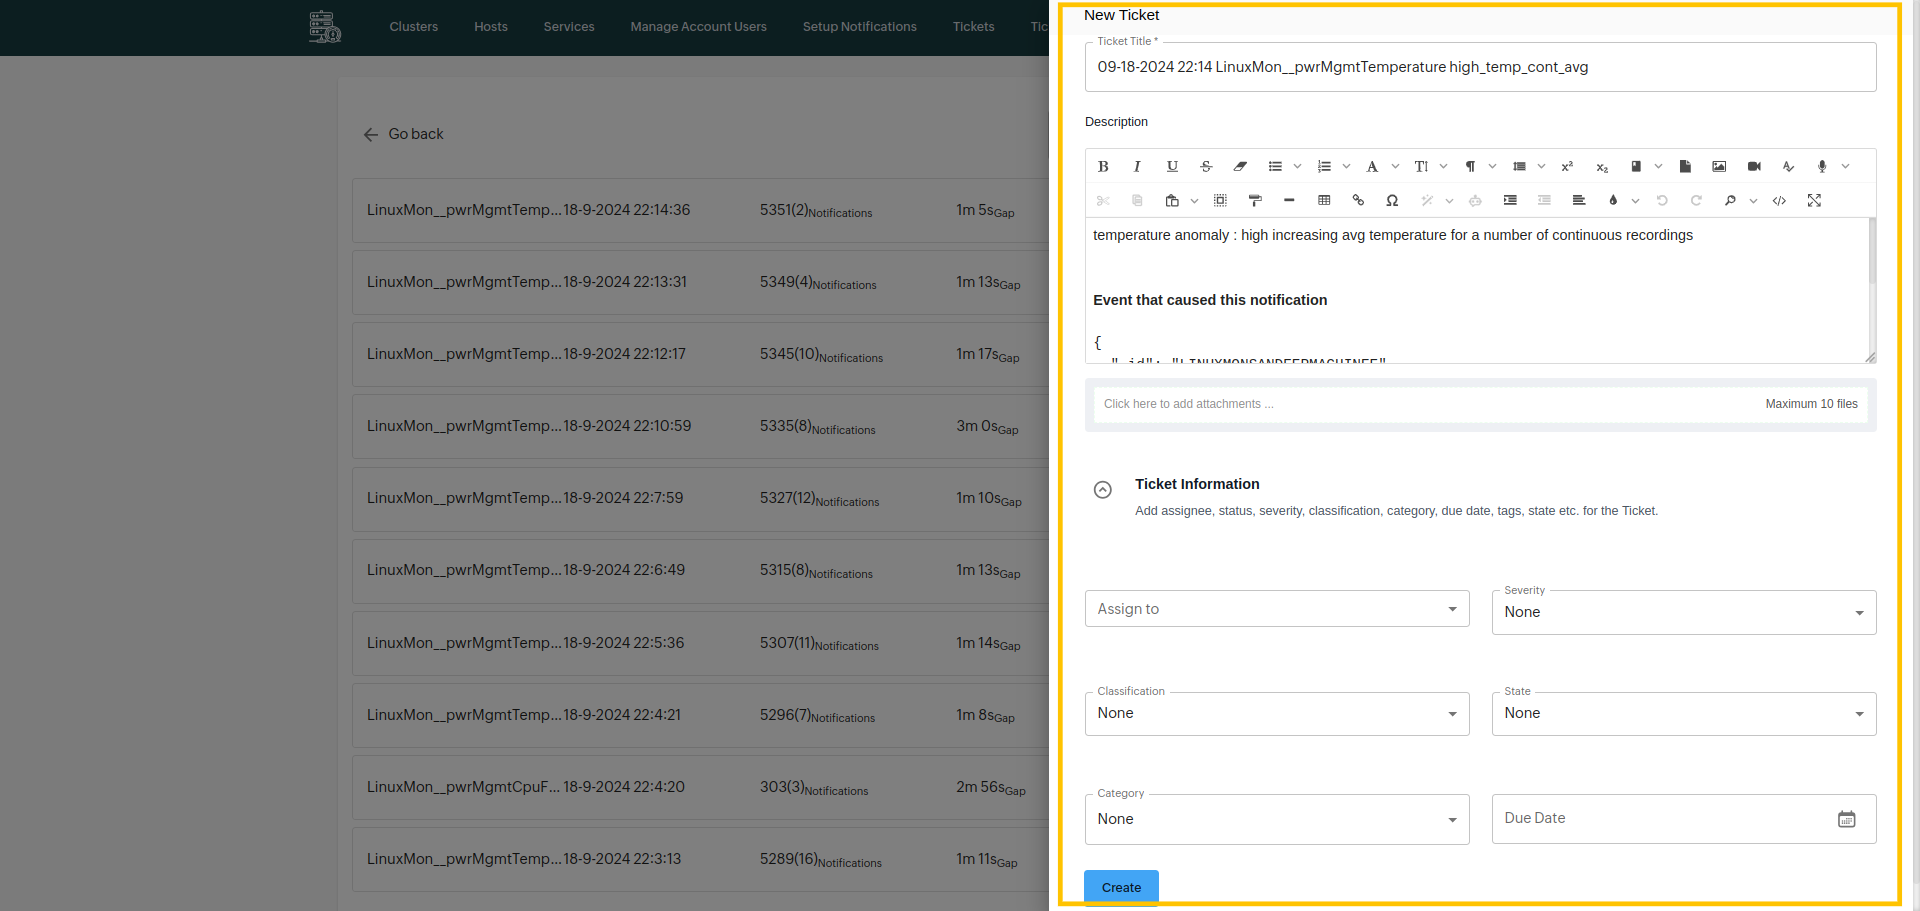 Clusters Hosts Services Manage Account Users Setup Notifications Tickets Tic
Go back
LinuxMon__pwrMgmtTemp... 18-9-2024 22:14:36 5351(2)Notifications 1m 5sGap
LinuxMon__pwrMgmtTemp... 18-9-2024 22:13:31 5349(4)Notifications 1m 13sGap
LinuxMon__pwrMgmtTemp... 18-9-2024 22:12:17 5345(10)Notifications 1m 17sGap
LinuxMon__pwrMgmtTemp... 18-9-2024 22:10:59 5335(8)Notifications 3m 0sGap
LinuxMon__pwrMgmtTemp... 18-9-2024 22:7:59 5327(12)Notifications 1m 10sGap
LinuxMon__pwrMgmtTemp... 18-9-2024 22:6:49 5315(8)Notifications 1m 13sGap
LinuxMon__pwrMgmtTemp... 18-9-2024 22:5:36 5307(11)Notifications 1m 14sGap
LinuxMon__pwrMgmtTemp... 18-9-2024 22:4:21 5296(7)Notifications 1m 8sGap
LinuxMon__pwrMgmtCpuF... 18-9-2024 22:4:20 303(3)Notifications 2m 56sGap
LinuxMon__pwrMgmtTemp... 18-9-2024 22:3:13 5289(16)Notifications 1m 11sGap
New Ticket
Ticket Title *
09-18-2024 22:14 LinuxMon__pwrMgmtTemperature high_temp_cont_avg
Description
temperature anomaly : high increasing avg temperature for a number of continuous recordings
Event that caused this notification
{
"_id": "LINUXMONSANDEEPMACHINEE"
Click here to add attachments ... Maximum 10 files
Ticket Information
Add assignee, status, severity, classification, category, due date, tags, state etc. for the Ticket.
Assign to
Severity
None
Classification
None
State
None
Category
None
Due Date
Create